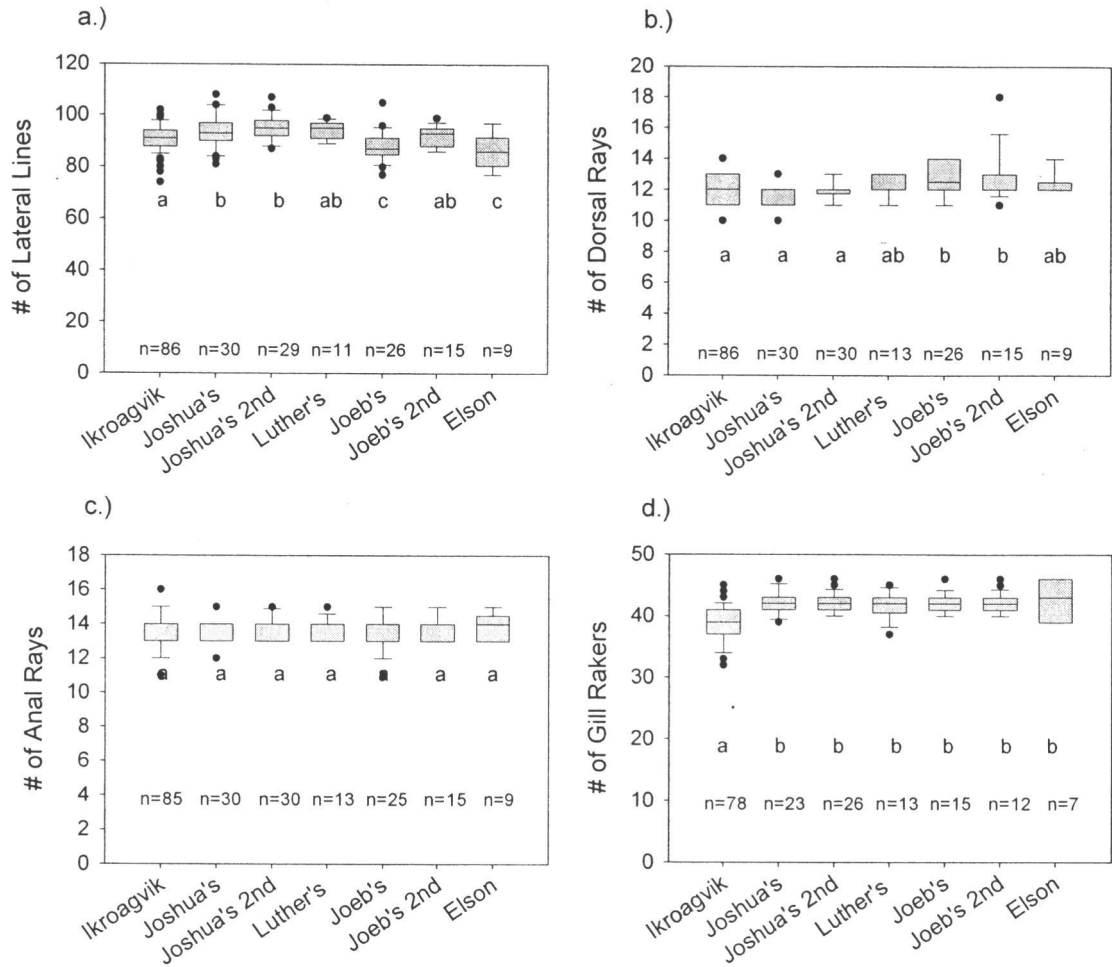 a.)
# of Lateral Lines
120
100
80
60
40
20
0
a b b ab c ab c
n=86 n=30 n=29 n=11 n=26 n=15 n=9
Ikroagvik Joshua's Joshua's 2nd Luther's Joeb's Joeb's 2nd Elson
b.)
# of Dorsal Rays
20
18
16
14
12
10
8
6
4
2
0
a a a ab b b ab
n=86 n=30 n=30 n=13 n=26 n=15 n=9
Ikroagvik Joshua's Joshua's 2nd Luther's Joeb's Joeb's 2nd Elson
c.)
# of Anal Rays
18
16
14
12
10
8
6
4
2
0
a a a a a a a
n=85 n=30 n=30 n=13 n=25 n=15 n=9
Ikroagvik Joshua's Joshua's 2nd Luther's Joeb's Joeb's 2nd Elson
d.)
# of Gill Rakers
50
40
30
20
10
0
a b b b b b b
n=78 n=23 n=26 n=13 n=15 n=12 n=7
Ikroagvik Joshua's Joshua's 2nd Luther's Joeb's Joeb's 2nd Elson